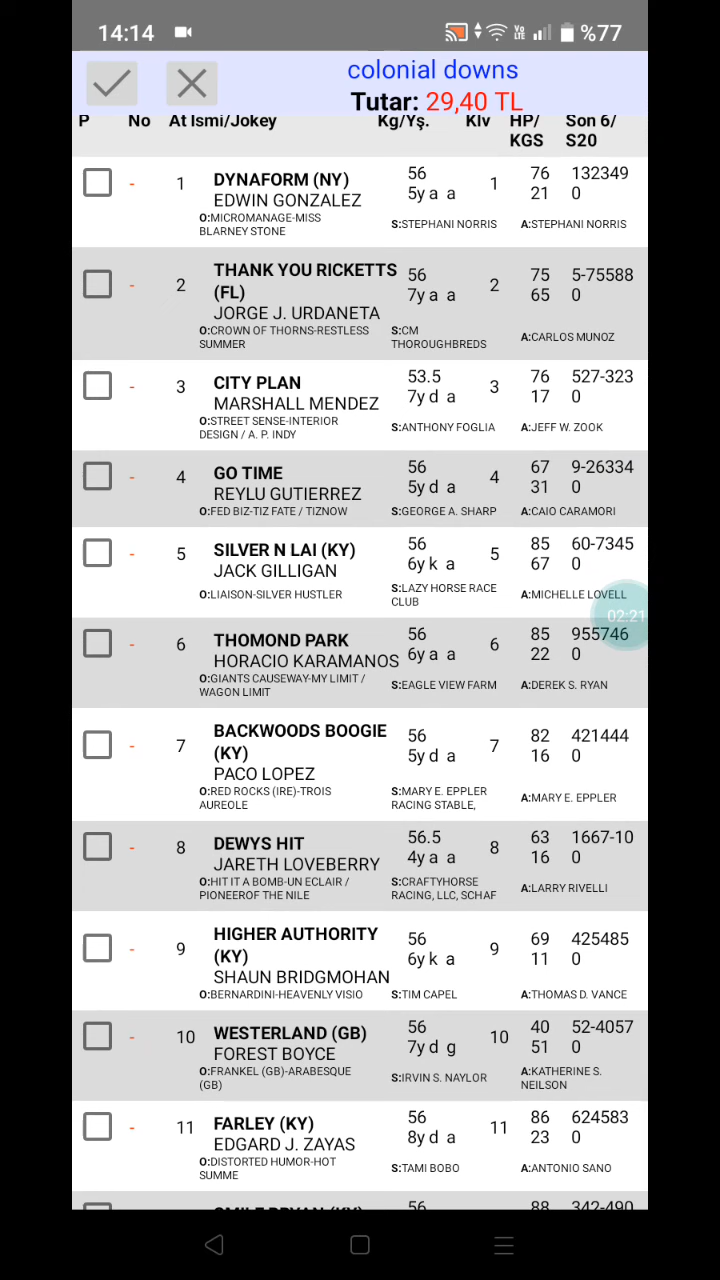 14:14 Vo LTE %77
colonial downs
Tutar: 29,40 TL
P No At Ismi/Jokey Kg/Yş. Klv HP/ Son 6/
KGS S20
1 DYNAFORM (NY) 56 1 76 132349
EDWIN GONZALEZ 5y a a 21 0
O:MICROMANAGE-MISS S:STEPHANI NORRIS A:STEPHANI NORRIS
BLARNEY STONE
- 2 THANK YOU RICKETTS 56 2 75 5-75588
(FL) 7y a a 65 0
JORGE J. URDANETA
O:CROWN OF THORNS-RESTLESS S:CM A:CARLOS MUNOZ
SUMMER THOROUGHBREDS
- 3 CITY PLAN 53.5 3 76 527-323
MARSHALL MENDEZ 7y d a 17 0
O:STREET SENSE-INTERIOR S:ANTHONY FOGLIA A:JEFF W. ZOOK
DESIGN / A. P. INDY
- 4 GO TIME 56 4 67 9-26334
REYLU GUTIERREZ 5y d a 31 0
O:FED BIZ-TIZ FATE / TIZNOW S:GEORGE A. SHARP A:CAIO CARAMORI
- 5 SILVER N LAI (KY) 56 5 85 60-7345
JACK GILLIGAN 6y k a 67 0
O:LIAISON-SILVER HUSTLER S:LAZY HORSE RACE A:MICHELLE LOVELL
CLUB
02:21
- 6 THOMOND PARK 56 6 85 955746
HORACIO KARAMANOS 6y a a 22 0
O:GIANTS CAUSEWAY-MY LIMIT / S:EAGLE VIEW FARM A:DEREK S. RYAN
WAGON LIMIT
- 7 BACKWOODS BOOGIE 56 7 82 421444
(KY) 5y d a 16 0
PACO LOPEZ
O:RED ROCKS (IRE)-TROIS S:MARY E. EPPLER A:MARY E. EPPLER
AUREOLE RACING STABLE,
- 8 DEWYS HIT 56.5 8 63 1667-10
JARETH LOVEBERRY 4y a a 16 0
O:HIT IT A BOMB-UN ECLAIR / S:CRAFTYHORSE A:LARRY RIVELLI
PIONEEROF THE NILE RACING, LLC, SCHAF
- 9 HIGHER AUTHORITY 56 9 69 425485
(KY) 6y k a 11 0
SHAUN BRIDGMOHAN
O:BERNARDINI-HEAVENLY VISIO S:TIM CAPEL A:THOMAS D. VANCE
- 10 WESTERLAND (GB) 56 10 40 52-4057
FOREST BOYCE 7y d g 51 0
O:FRANKEL (GB)-ARABESQUE S:IRVIN S. NAYLOR A:KATHERINE S.
(GB) NEILSON
- 11 FARLEY (KY) 56 11 86 624583
EDGARD J. ZAYAS 8y d a 23 0
O:DISTORTED HUMOR-HOT S:TAMI BOBO A:ANTONIO SANO
SUMME
SMILE BRYAN (KY) 56 88 342-490